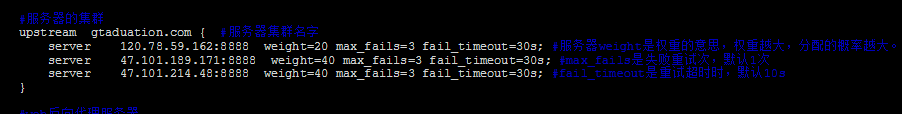 #服务器的集群
upstream  gtaduation.com {  #服务器集群名字
server    120.78.59.162:8888  weight=20 max_fails=3 fail_timeout=30s; #服务器weight是权重的意思，权重越大，分配的概率越大。
server    47.101.189.171:8888  weight=40 max_fails=3 fail_timeout=30s; #max_fails是失败重试次，默认1次
server    47.101.214.48:8888  weight=40 max_fails=3 fail_timeout=30s; #fail_timeout是重试超时时，默认10s
}